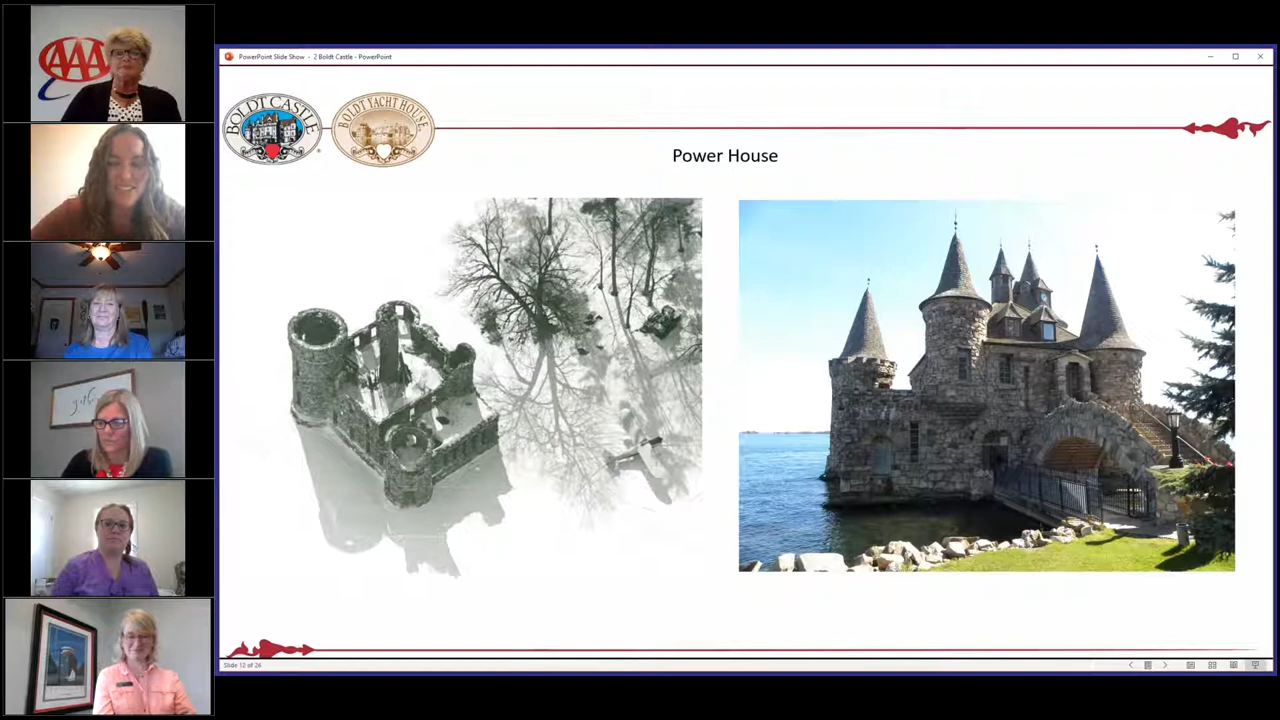 AAA
PowerPoint Slide Show - 2 Boldt Castle - PowerPoint
BOLDT CASTLE
BOLDT YACHT HOUSE
Power House
gather
Slide 12 of 26